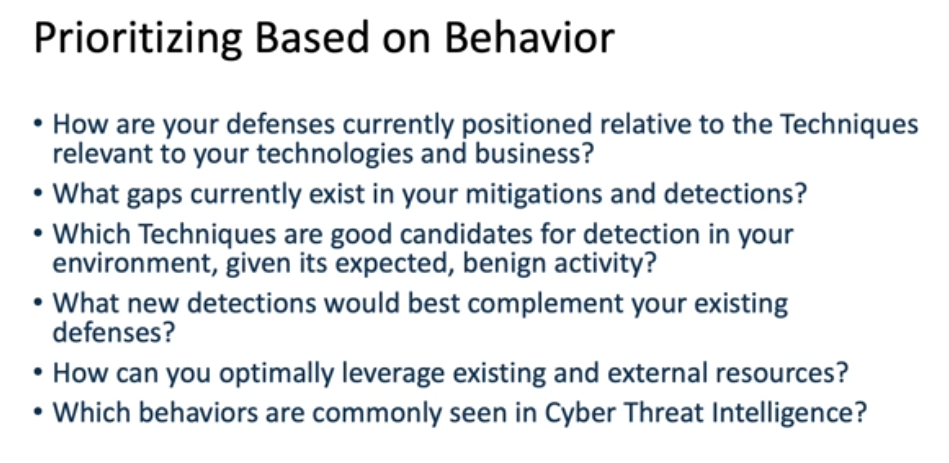 Prioritizing Based on Behavior
• How are your defenses currently positioned relative to the Techniques
relevant to your technologies and business?
• What gaps currently exist in your mitigations and detections?
• Which Techniques are good candidates for detection in your
environment, given its expected, benign activity?
• What new detections would best complement your existing
defenses?
• How can you optimally leverage existing and external resources?
• Which behaviors are commonly seen in Cyber Threat Intelligence?